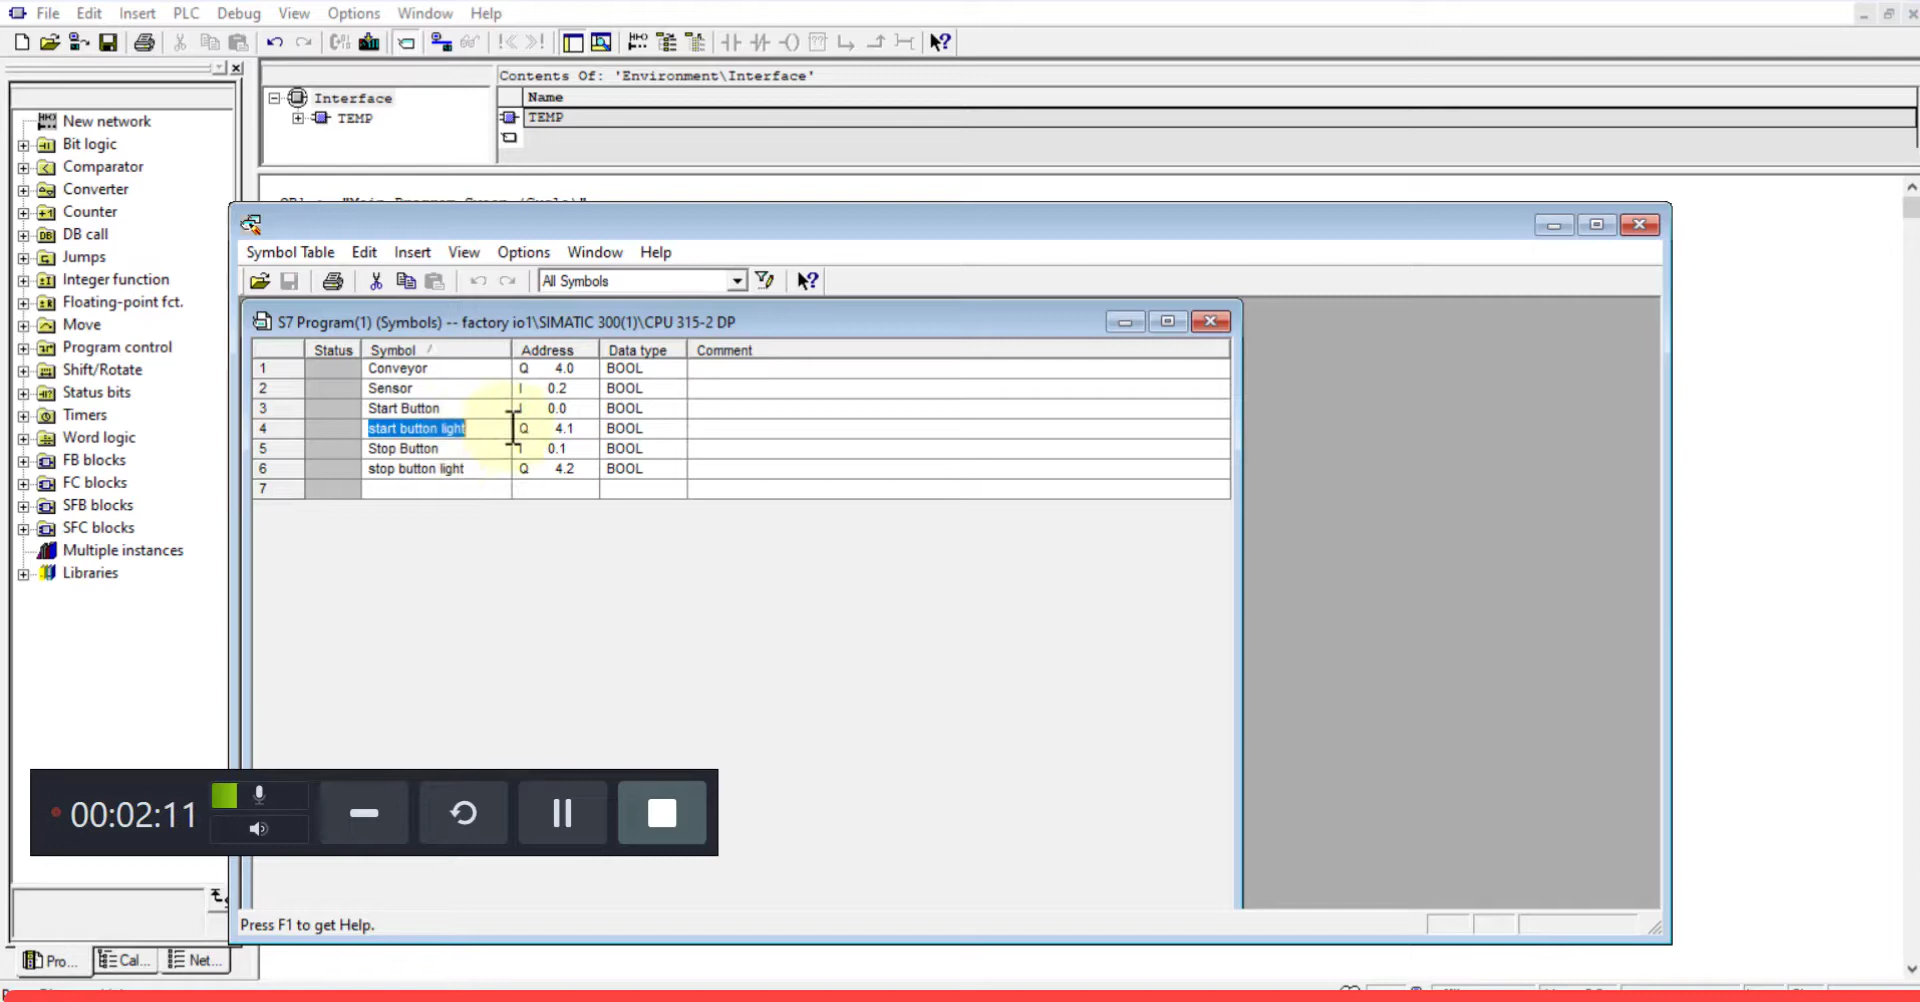 File Edit Insert PLC Debug View Options Window Help
Contents Of: 'Environment\Interface'
Interface
TEMP
Name
TEMP
New network
Bit logic
Comparator
Converter
Counter
DB call
Jumps
Integer function
Floating-point fct.
Move
Program control
Shift/Rotate
Status bits
Timers
Word logic
FB blocks
FC blocks
SFB blocks
SFC blocks
Multiple instances
Libraries
Pro... Cal... Net...
Symbol Table Edit Insert View Options Window Help
All Symbols
S7 Program(1) (Symbols) -- factory io1\SIMATIC 300(1)\CPU 315-2 DP
Status Symbol Address Data type Comment
1 Conveyor Q 4.0 BOOL
2 Sensor I 0.2 BOOL
3 Start Button I 0.0 BOOL
4 start button light Q 4.1 BOOL
5 Stop Button I 0.1 BOOL
6 stop button light Q 4.2 BOOL
7
00:02:11
Press F1 to get Help.